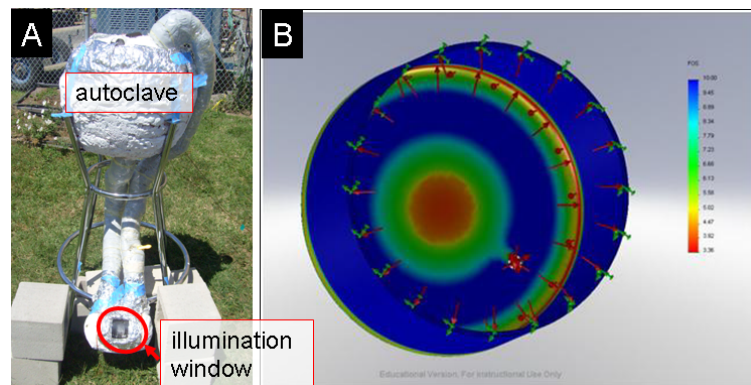 A
autoclave
illumination
window
B
FOS
10.00
9.45
8.89
8.34
7.79
7.23
6.68
6.13
5.58
5.02
4.47
3.92
3.36
Educational Version. For Instructional Use Only